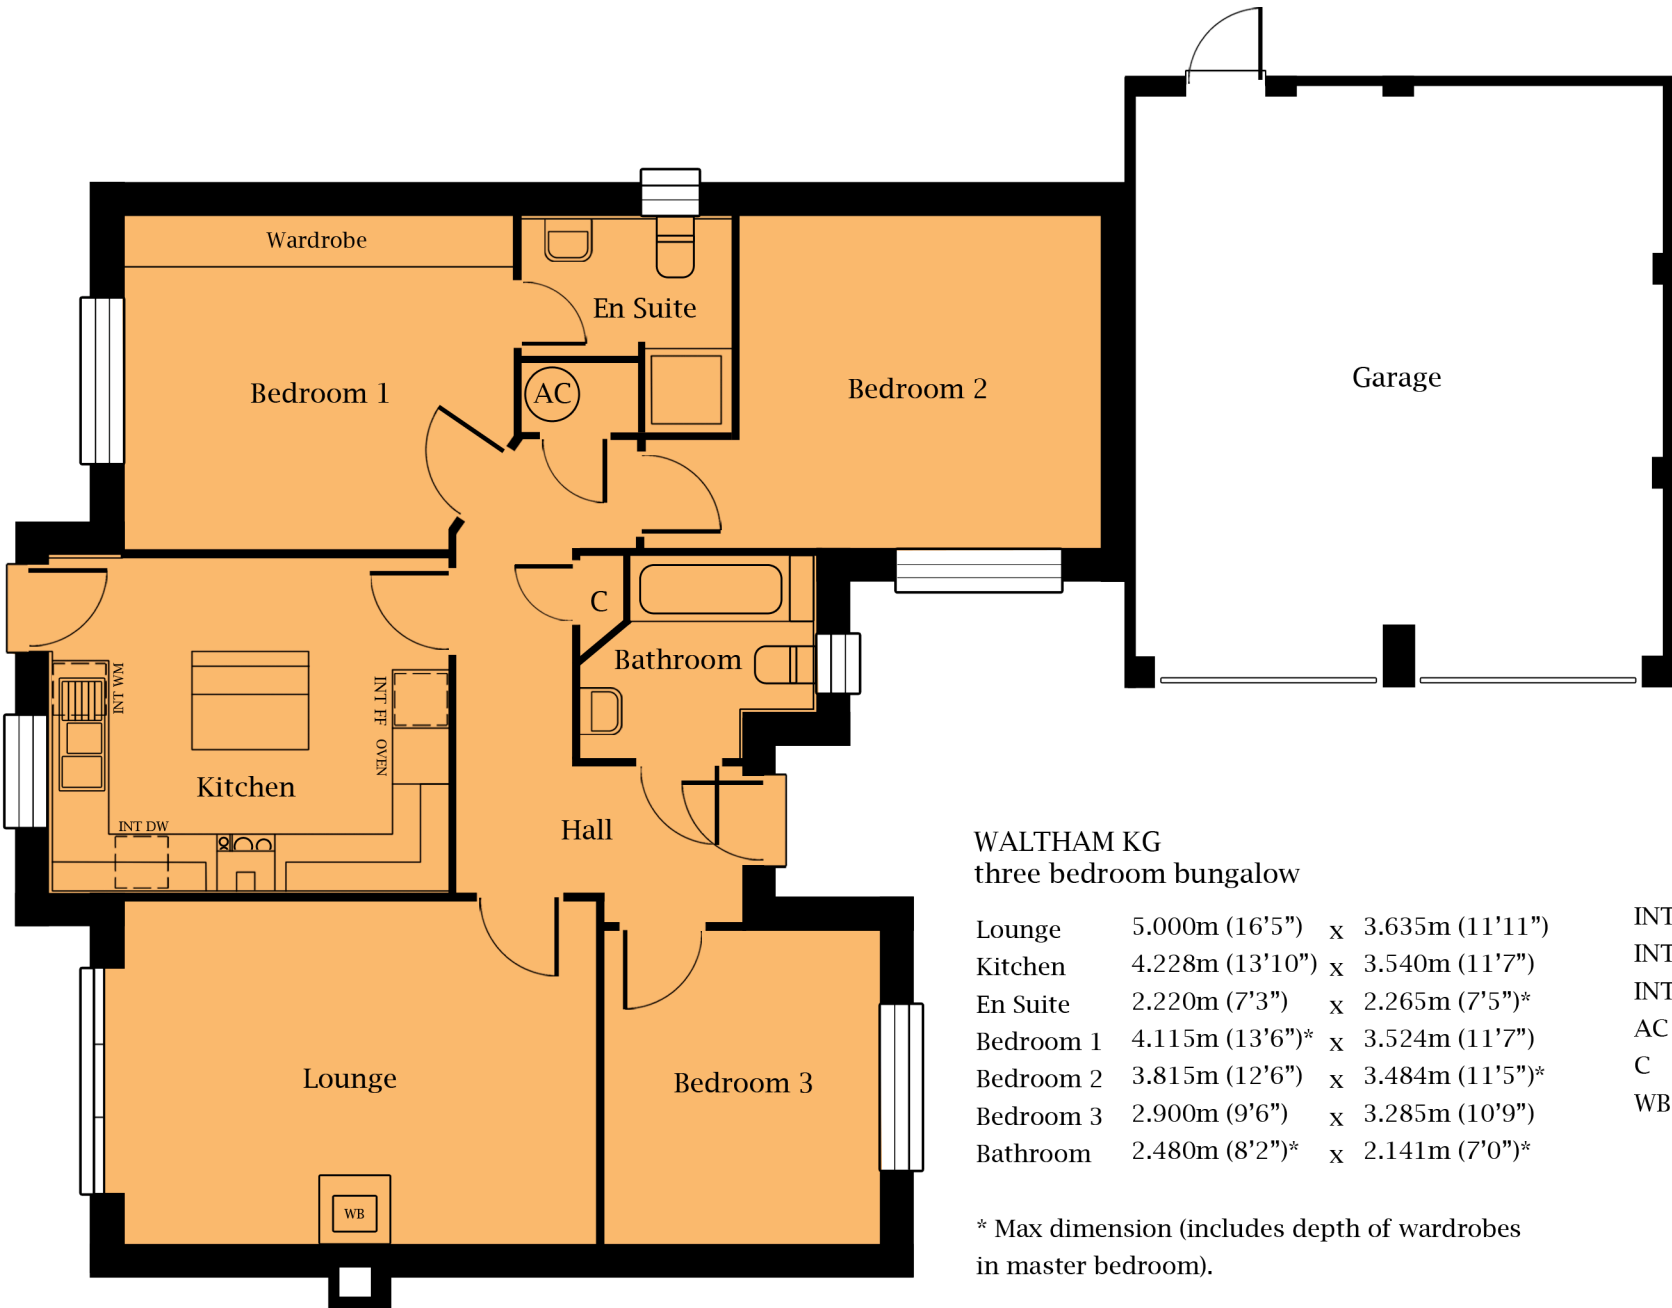 Wardrobe
En Suite
Bedroom 1
AC
Bedroom 2
Garage
C
Bathroom
INT WM
INT FF
OVEN
Kitchen
INT DW
Hall
Lounge
Bedroom 3
WB
WALTHAM KG
three bedroom bungalow
Lounge 5.000m (16’5”) x 3.635m (11’11”)
Kitchen 4.228m (13’10”) x 3.540m (11’7”)
En Suite 2.220m (7’3”) x 2.265m (7’5”)*
Bedroom 1 4.115m (13’6”)* x 3.524m (11’7”)
Bedroom 2 3.815m (12’6”) x 3.484m (11’5”)*
Bedroom 3 2.900m (9’6”) x 3.285m (10’9”)
Bathroom 2.480m (8’2”)* x 2.141m (7’0”)*
* Max dimension (includes depth of wardrobes
in master bedroom).
INT
INT
INT
AC
C
WB